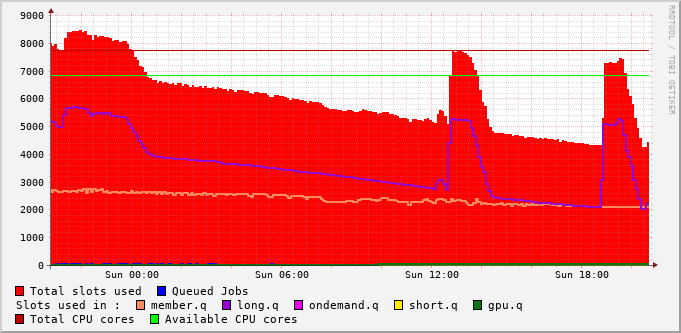 9000
8000
7000
6000
5000
4000
3000
2000
1000
0
Sun 00:00 Sun 06:00 Sun 12:00 Sun 18:00
RRDTOOL / TOBI OETIKER
Total slots used Queued Jobs
Slots used in : member.q long.q ondemand.q short.q gpu.q
Total CPU cores Available CPU cores